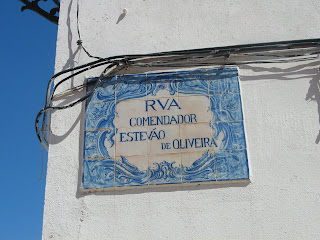 RVA
COMENDADOR
ESTEVÃO DE OLIVEIRA